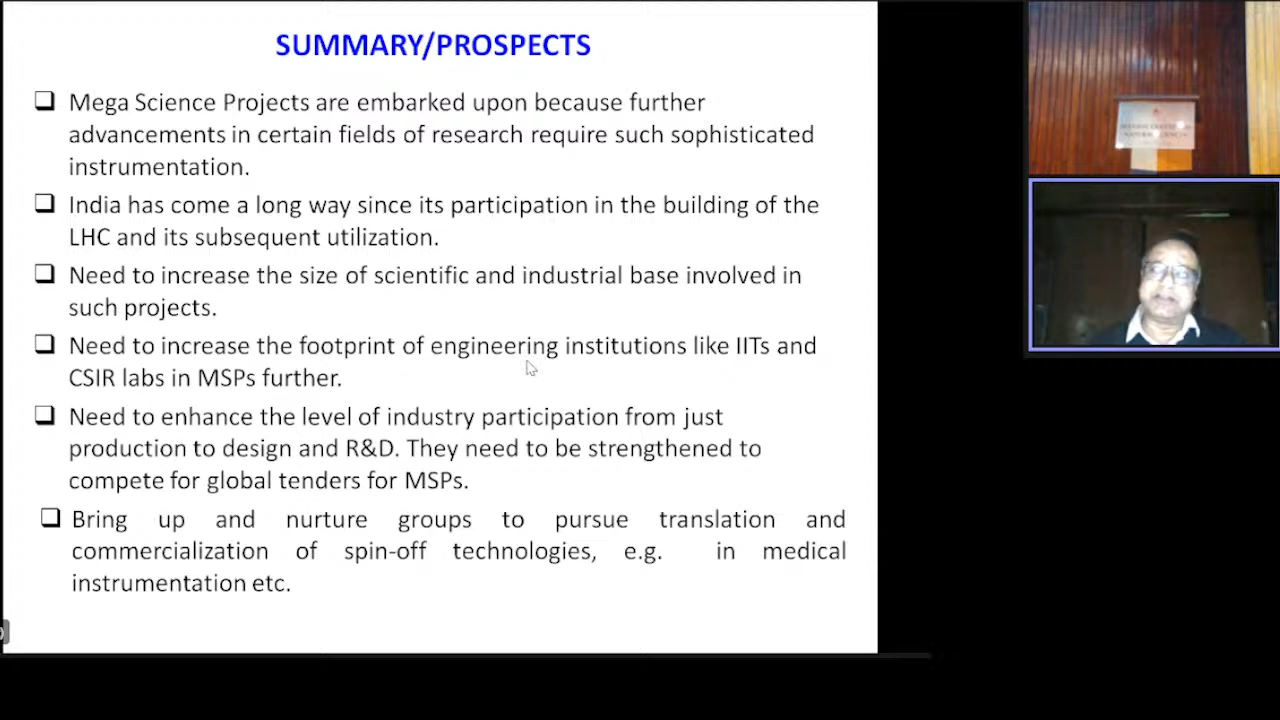 SUMMARY/PROSPECTS
❑ Mega Science Projects are embarked upon because further
advancements in certain fields of research require such sophisticated
instrumentation.
❑ India has come a long way since its participation in the building of the
LHC and its subsequent utilization.
❑ Need to increase the size of scientific and industrial base involved in
such projects.
❑ Need to increase the footprint of engineering institutions like IITs and
CSIR labs in MSPs further.
❑ Need to enhance the level of industry participation from just
production to design and R&D. They need to be strengthened to
compete for global tenders for MSPs.
❑ Bring up and nurture groups to pursue translation and
commercialization of spin-off technologies, e.g. in medical
instrumentation etc.